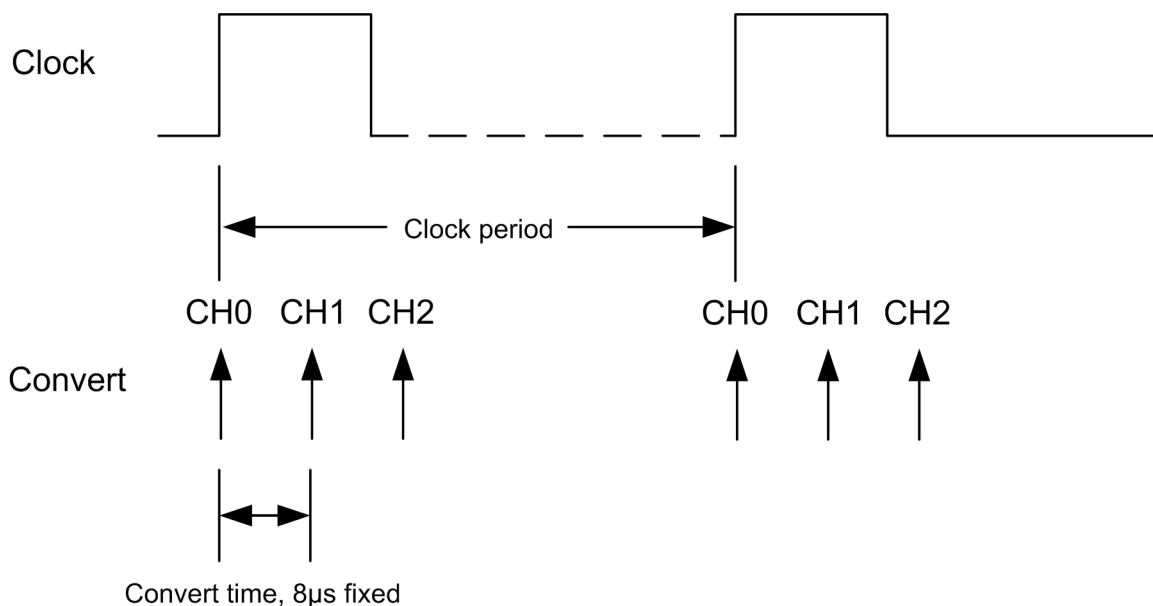 Clock
Clock period
CH0 CH1 CH2 CH0 CH1 CH2
Convert
Convert time, 8µs fixed